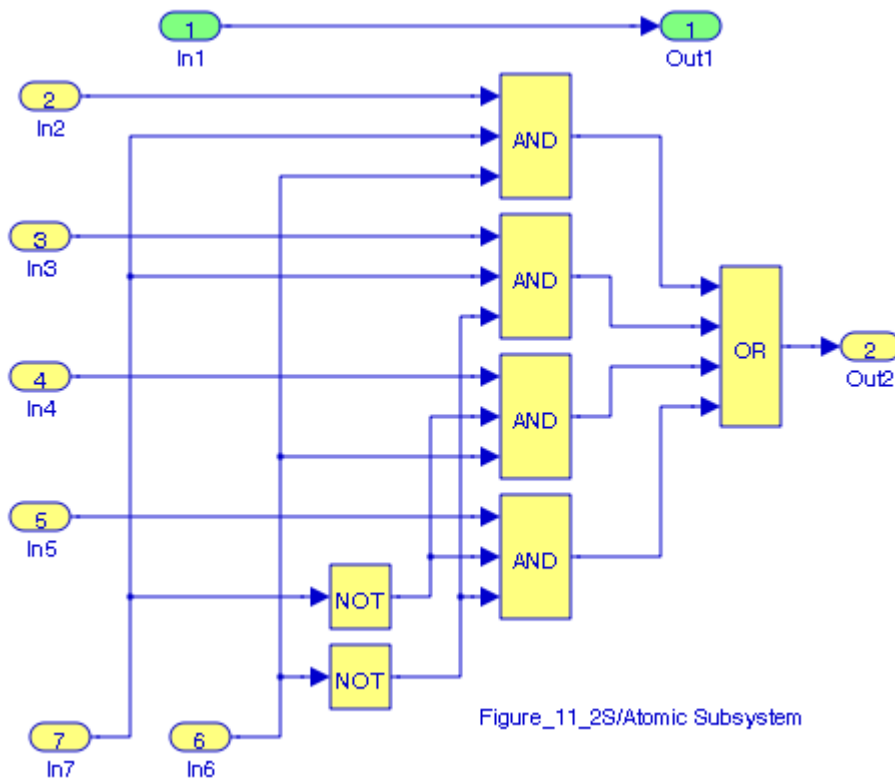 1
In1
1
Out1
2
In2
AND
3
In3
AND
4
In4
AND
OR
2
Out2
5
In5
AND
NOT
NOT
7
In7
6
In6
Figure_11_2S/Atomic Subsystem